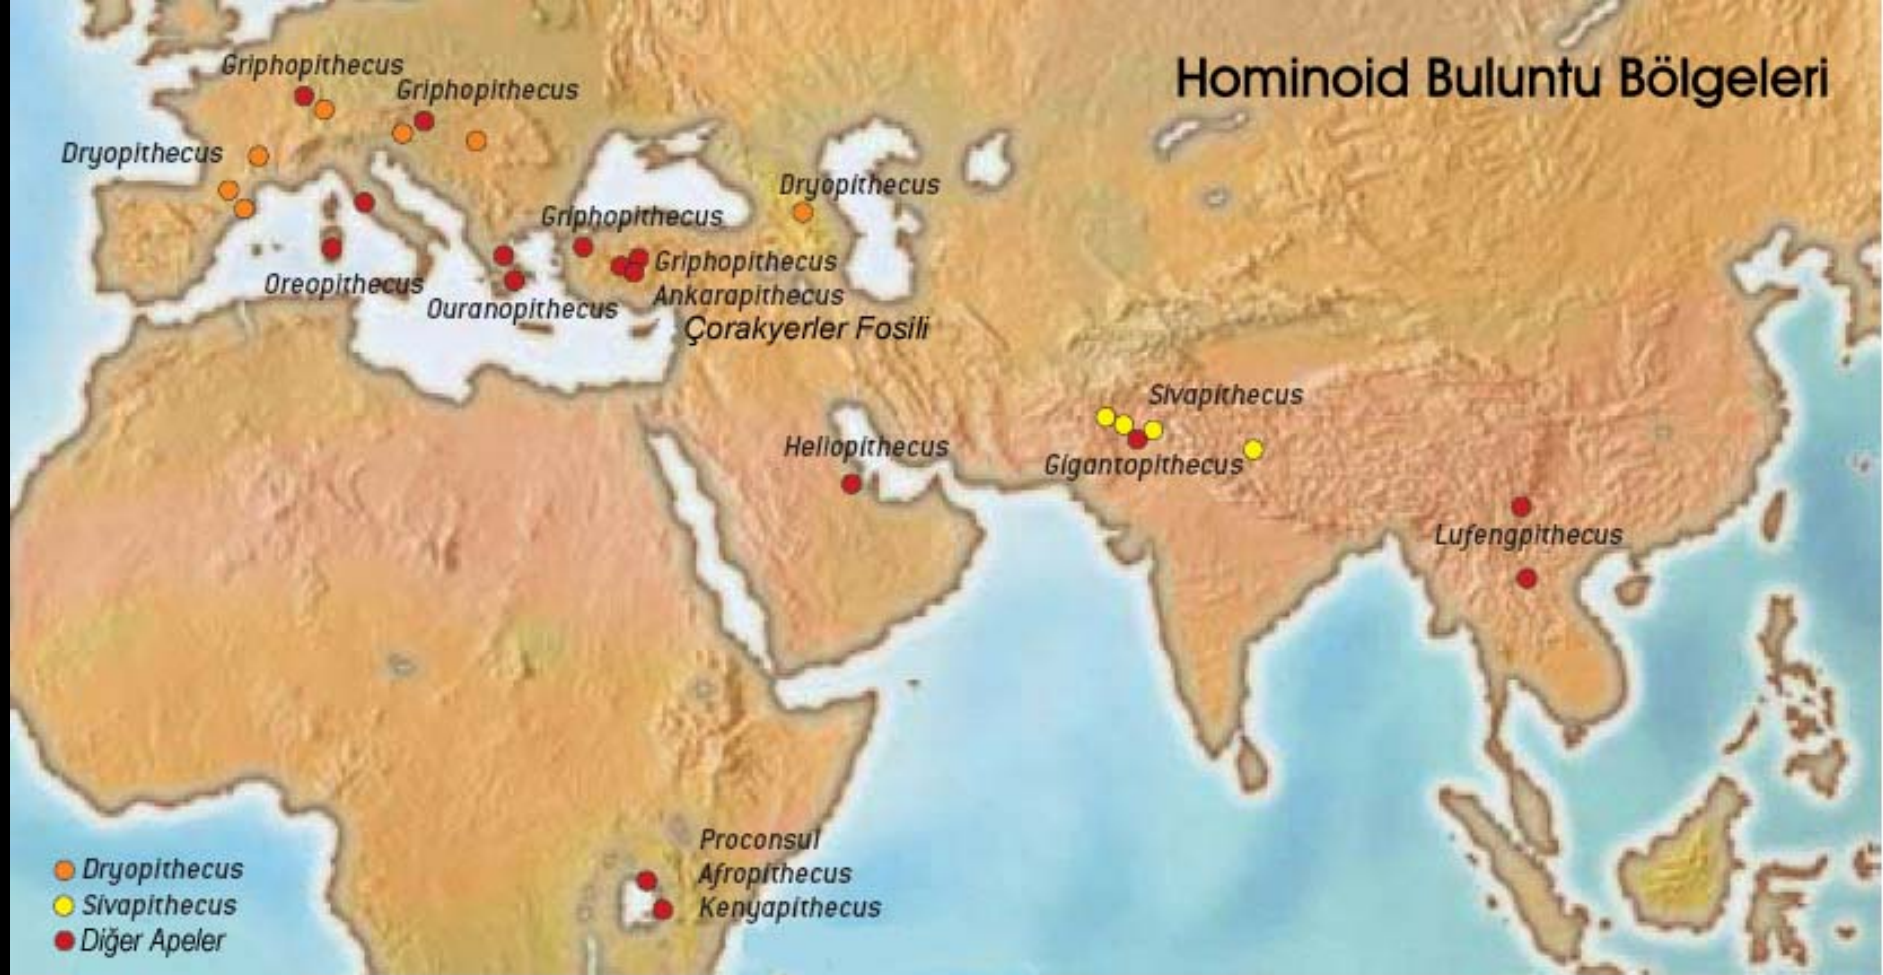 Hominoid Buluntu Bölgeleri
Griphopithecus
Griphopithecus
Dryopithecus
Dryopithecus
Griphopithecus
Griphopithecus
Oreopithecus
Ankarapithecus
Ouranopithecus
Çorakyerler Fosili
Sivapithecus
Heliopithecus
Gigantopithecus
Lufengpithecus
Proconsul
Afropithecus
Kenyapithecus
Dryopithecus
Sivapithecus
Diğer Apeler